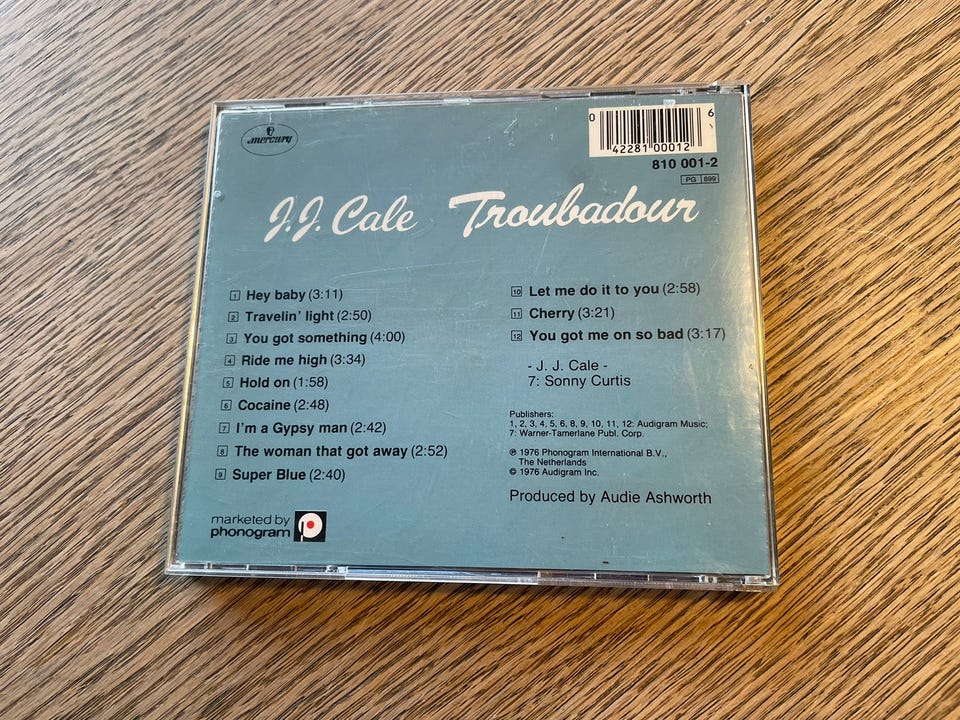 mercury
0 42281 00012 6
810 001-2
PG 899
J.J. Cale Troubadour
1 Hey baby (3:11)
2 Travelin' light (2:50)
3 You got something (4:00)
4 Ride me high (3:34)
5 Hold on (1:58)
6 Cocaine (2:48)
7 I'm a Gypsy man (2:42)
8 The woman that got away (2:52)
9 Super Blue (2:40)
10 Let me do it to you (2:58)
11 Cherry (3:21)
12 You got me on so bad (3:17)
- J. J. Cale -
7: Sonny Curtis
Publishers:
1, 2, 3, 4, 5, 6, 8, 9, 10, 11, 12: Audigram Music;
7: Warner-Tamerlane Publ. Corp.
℗ 1976 Phonogram International B.V.,
The Netherlands
© 1976 Audigram Inc.
Produced by Audie Ashworth
marketed by
phonogram